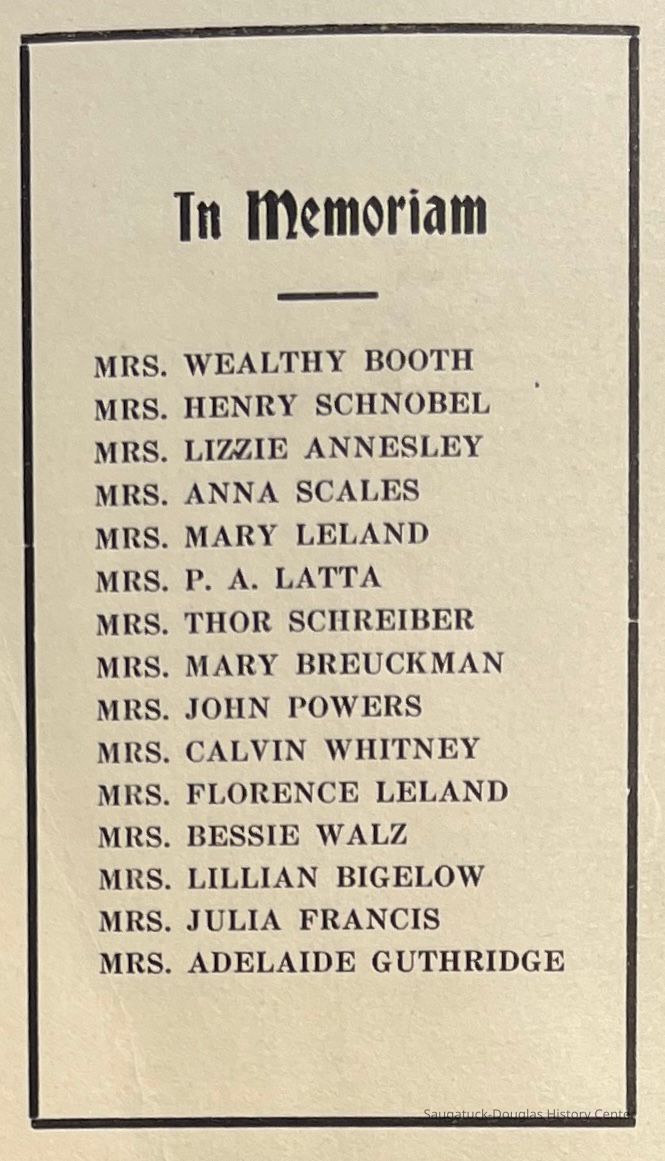 In Memoriam
MRS. WEALTHY BOOTH
MRS. HENRY SCHNOBEL
MRS. LIZZIE ANNESLEY
MRS. ANNA SCALES
MRS. MARY LELAND
MRS. P. A. LATTA
MRS. THOR SCHREIBER
MRS. MARY BREUCKMAN
MRS. JOHN POWERS
MRS. CALVIN WHITNEY
MRS. FLORENCE LELAND
MRS. BESSIE WALZ
MRS. LILLIAN BIGELOW
MRS. JULIA FRANCIS
MRS. ADELAIDE GUTHRIDGE
Saugatuck-Douglas History Center